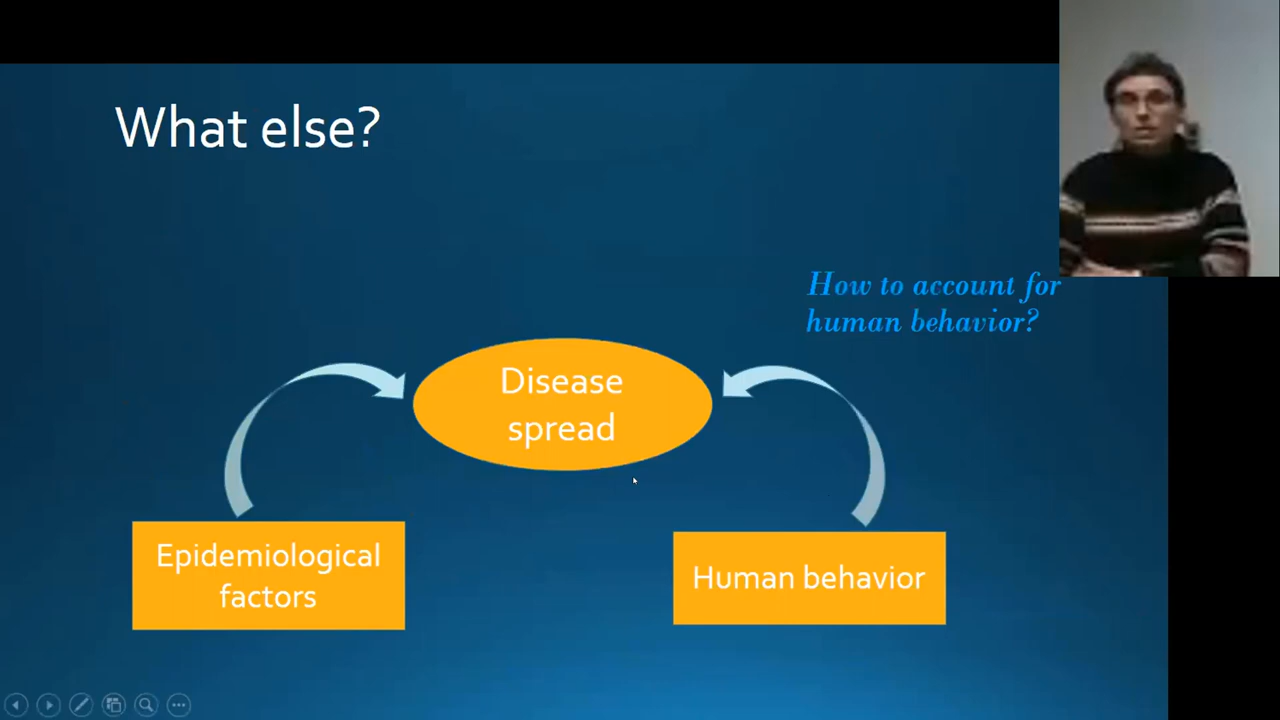 What else?
How to account for
human behavior?
Disease
spread
Epidemiological
factors
Human behavior